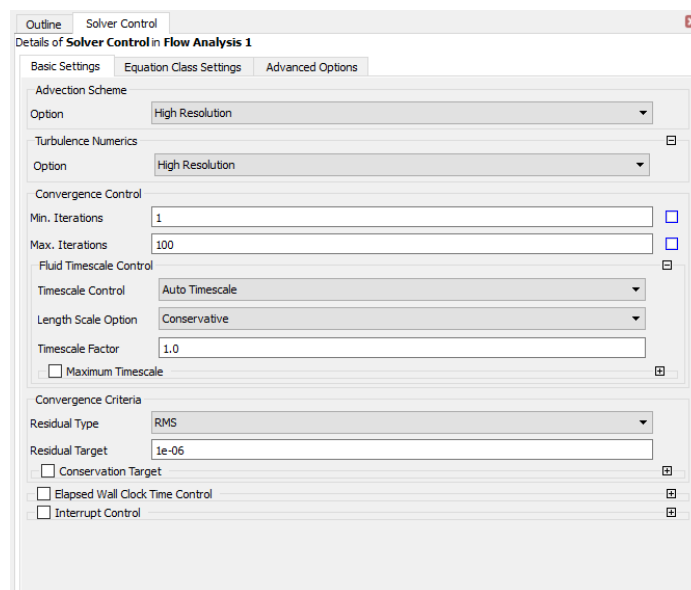 Outline Solver Control
Details of Solver Control in Flow Analysis 1
Basic Settings Equation Class Settings Advanced Options
Advection Scheme
Option High Resolution
Turbulence Numerics
Option High Resolution
Convergence Control
Min. Iterations 1
Max. Iterations 100
Fluid Timescale Control
Timescale Control Auto Timescale
Length Scale Option Conservative
Timescale Factor 1.0
Maximum Timescale
Convergence Criteria
Residual Type RMS
Residual Target 1e-06
Conservation Target
Elapsed Wall Clock Time Control
Interrupt Control